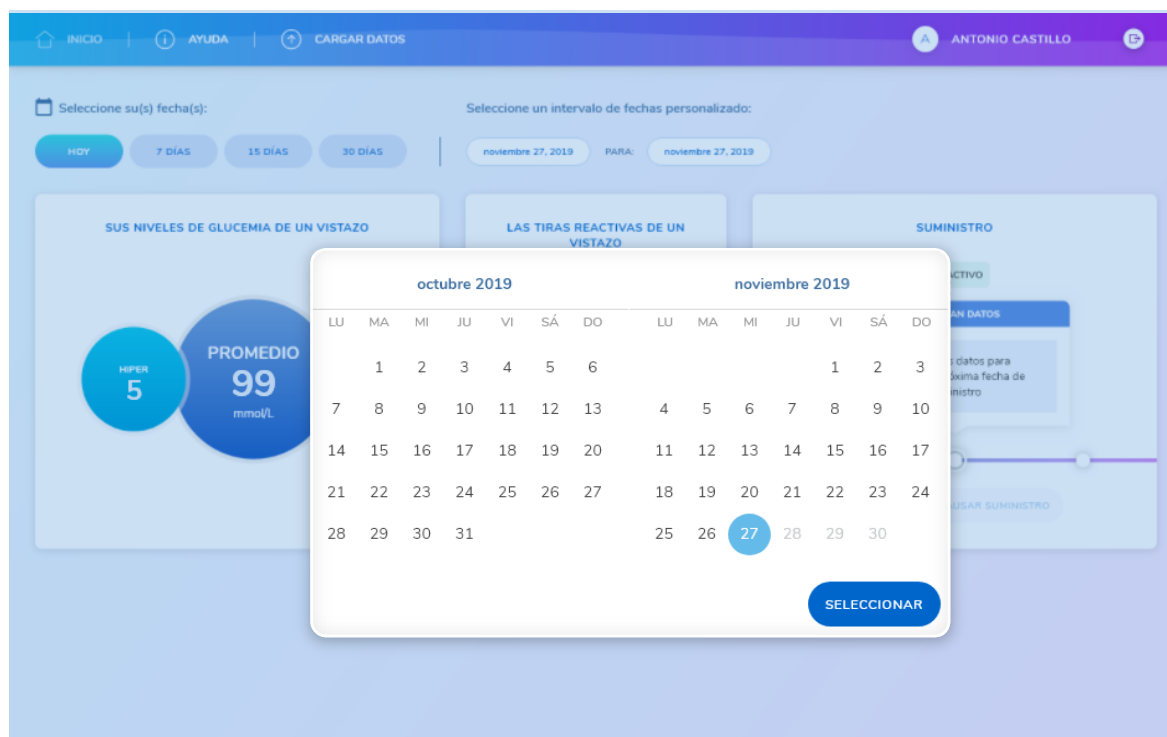 INICIO | AYUDA | CARGAR DATOS A ANTONIO CASTILLO
Seleccione su(s) fecha(s):
HOY 7 DÍAS 15 DÍAS 30 DÍAS
Seleccione un intervalo de fechas personalizado:
noviembre 27, 2019 PARA: noviembre 27, 2019
SUS NIVELES DE GLUCEMIA DE UN VISTAZO
HIPER
5
PROMEDIO
99
mmol/L
LAS TIRAS REACTIVAS DE UN
VISTAZO
SUMINISTRO
DATOS
datos para
fecha de
SUMINISTRO
octubre 2019
LU MA MI JU VI SÁ DO
1 2 3 4 5 6
7 8 9 10 11 12 13
14 15 16 17 18 19 20
21 22 23 24 25 26 27
28 29 30 31
noviembre 2019
LU MA MI JU VI SÁ DO
1 2 3
4 5 6 7 8 9 10
11 12 13 14 15 16 17
18 19 20 21 22 23 24
25 26 27 28 29 30
SELECCIONAR